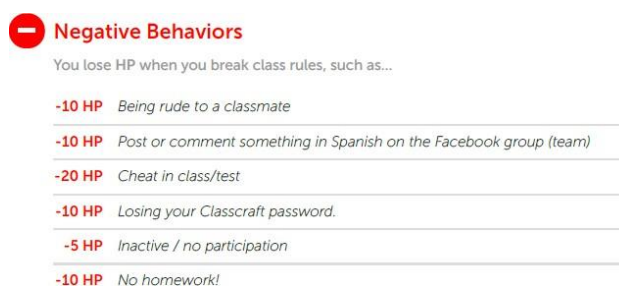 Negative Behaviors
You lose HP when you break class rules, such as...
-10 HP Being rude to a classmate
-10 HP Post or comment something in Spanish on the Facebook group (team)
-20 HP Cheat in class/test
-10 HP Losing your Classcraft password.
-5 HP Inactive / no participation
-10 HP No homework!